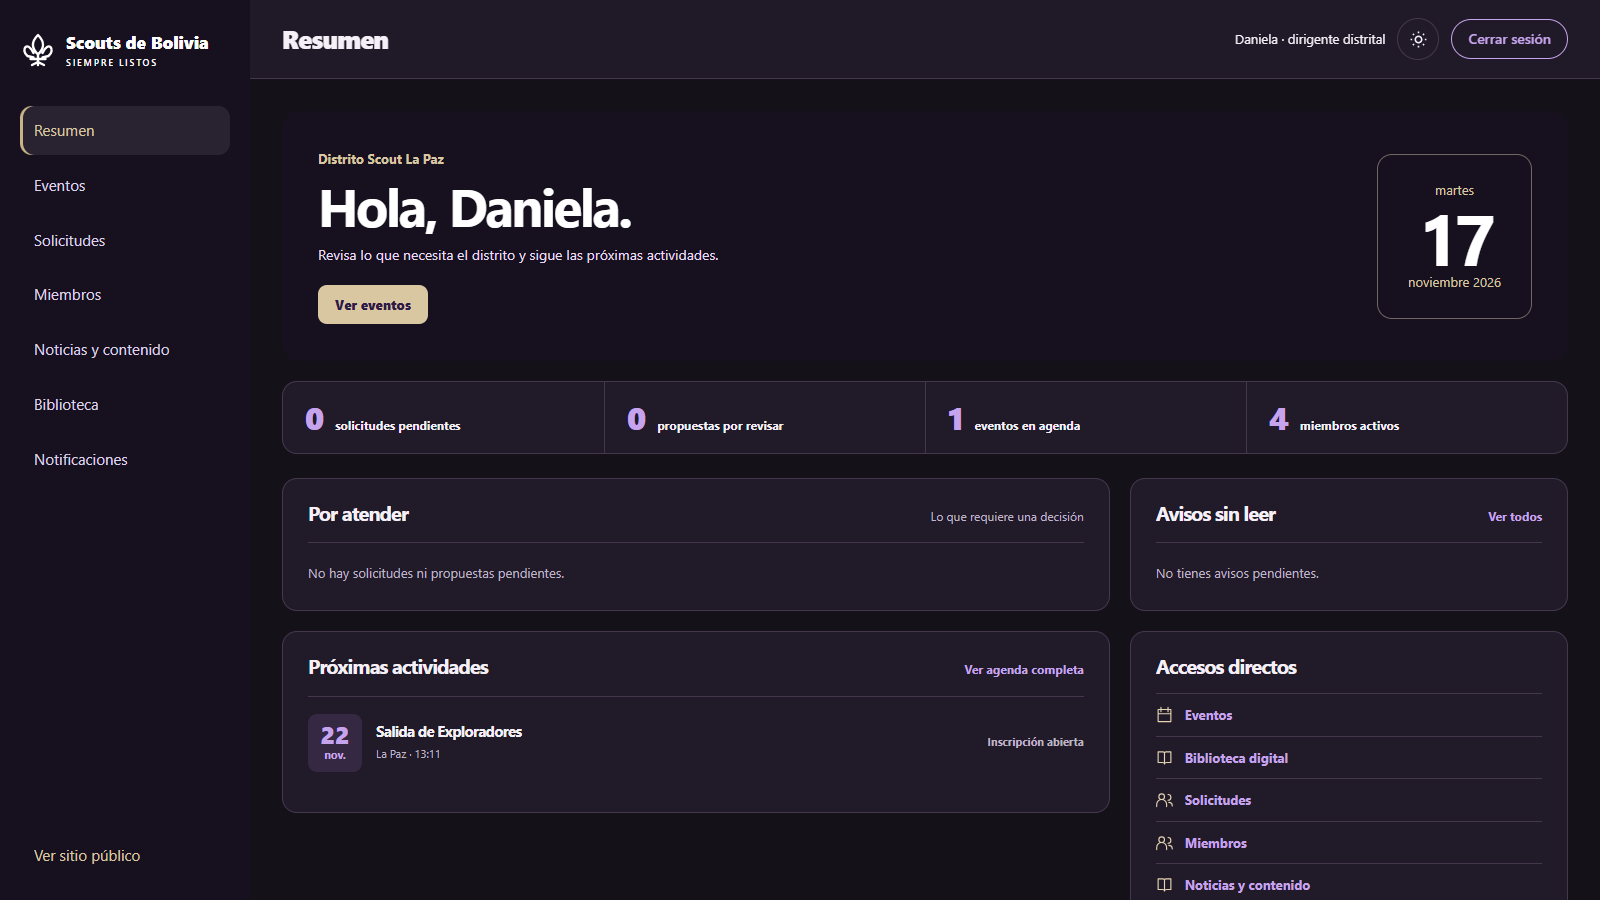 Scouts de Bolivia
SIEMPRE LISTOS
Resumen
Eventos
Solicitudes
Miembros
Noticias y contenido
Biblioteca
Notificaciones
Ver sitio público
Resumen
Daniela · dirigente distrital
Cerrar sesión
Distrito Scout La Paz
Hola, Daniela.
Revisa lo que necesita el distrito y sigue las próximas actividades.
Ver eventos
martes
17
noviembre 2026
0 solicitudes pendientes
0 propuestas por revisar
1 eventos en agenda
4 miembros activos
Por atender
Lo que requiere una decisión
No hay solicitudes ni propuestas pendientes.
Avisos sin leer
Ver todos
No tienes avisos pendientes.
Próximas actividades
Ver agenda completa
22
nov.
Salida de Exploradores
La Paz · 13:11
Inscripción abierta
Accesos directos
Eventos
Biblioteca digital
Solicitudes
Miembros
Noticias y contenido